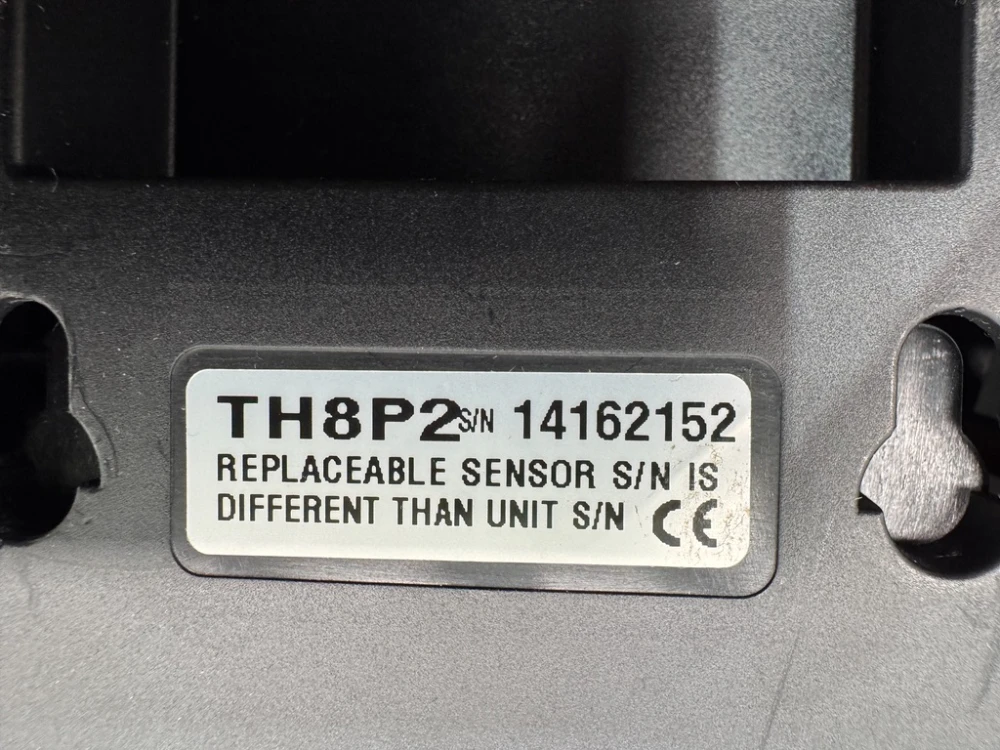 TH8P2 S/N 14162152
REPLACEABLE SENSOR S/N IS
DIFFERENT THAN UNIT S/N CE